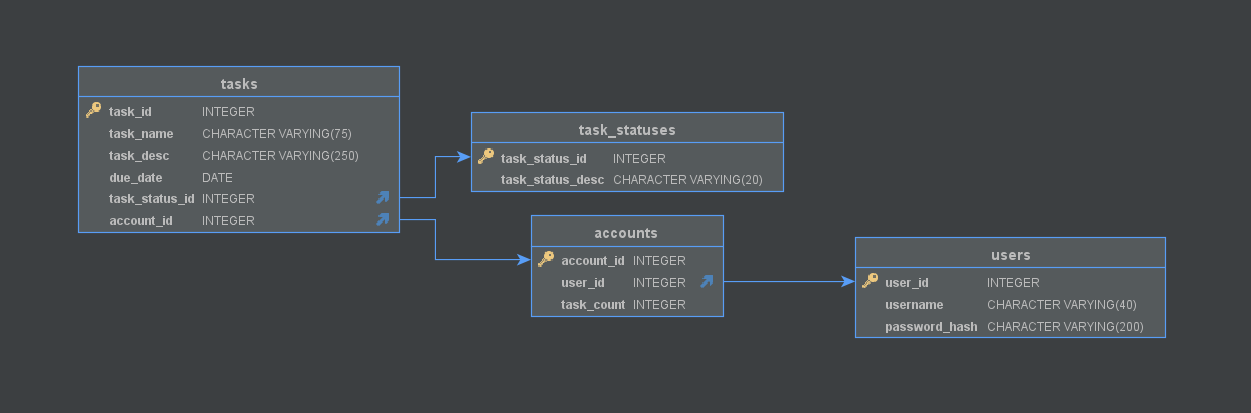 tasks
task_id INTEGER
task_name CHARACTER VARYING(75)
task_desc CHARACTER VARYING(250)
due_date DATE
task_status_id INTEGER
account_id INTEGER
task_statuses
task_status_id INTEGER
task_status_desc CHARACTER VARYING(20)
accounts
account_id INTEGER
user_id INTEGER
task_count INTEGER
users
user_id INTEGER
username CHARACTER VARYING(40)
password_hash CHARACTER VARYING(200)